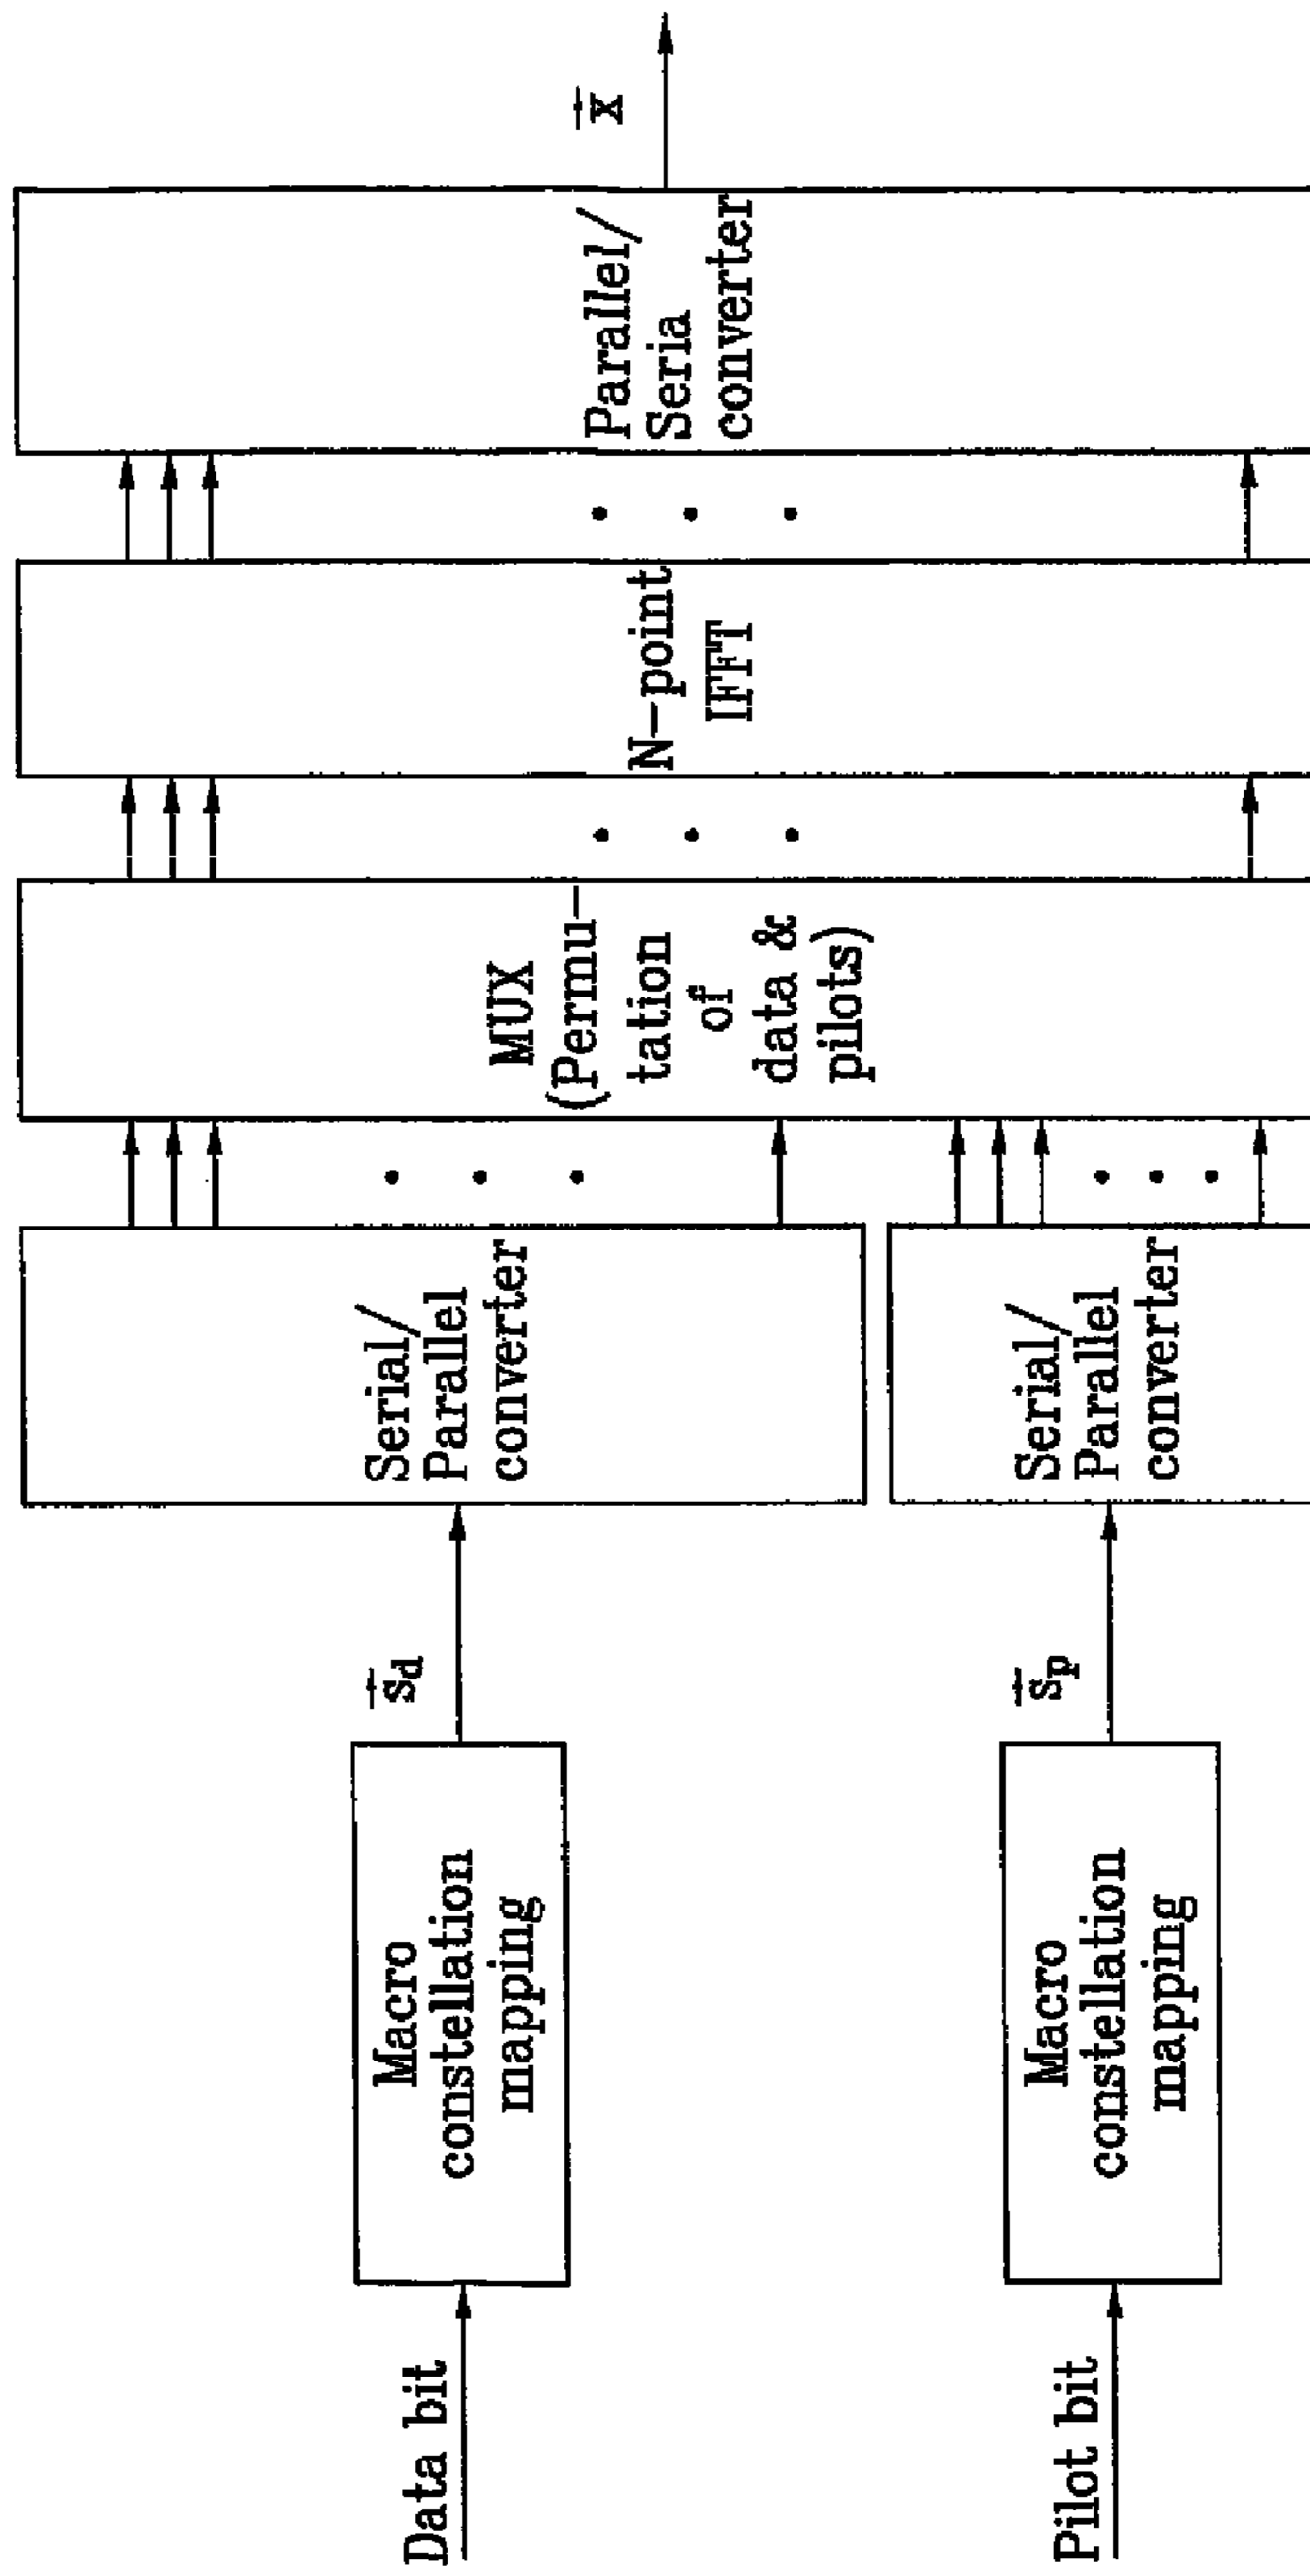 Data bit
Macro
constellation
mapping
s̄d
Serial/
Parallel
converter
Pilot bit
Macro
constellation
mapping
s̄p
Serial/
Parallel
converter
MUX
(Permu-
tation
of
data &
pilots)
N-point
IFFT
Parallel/
Seria
converter
x̄